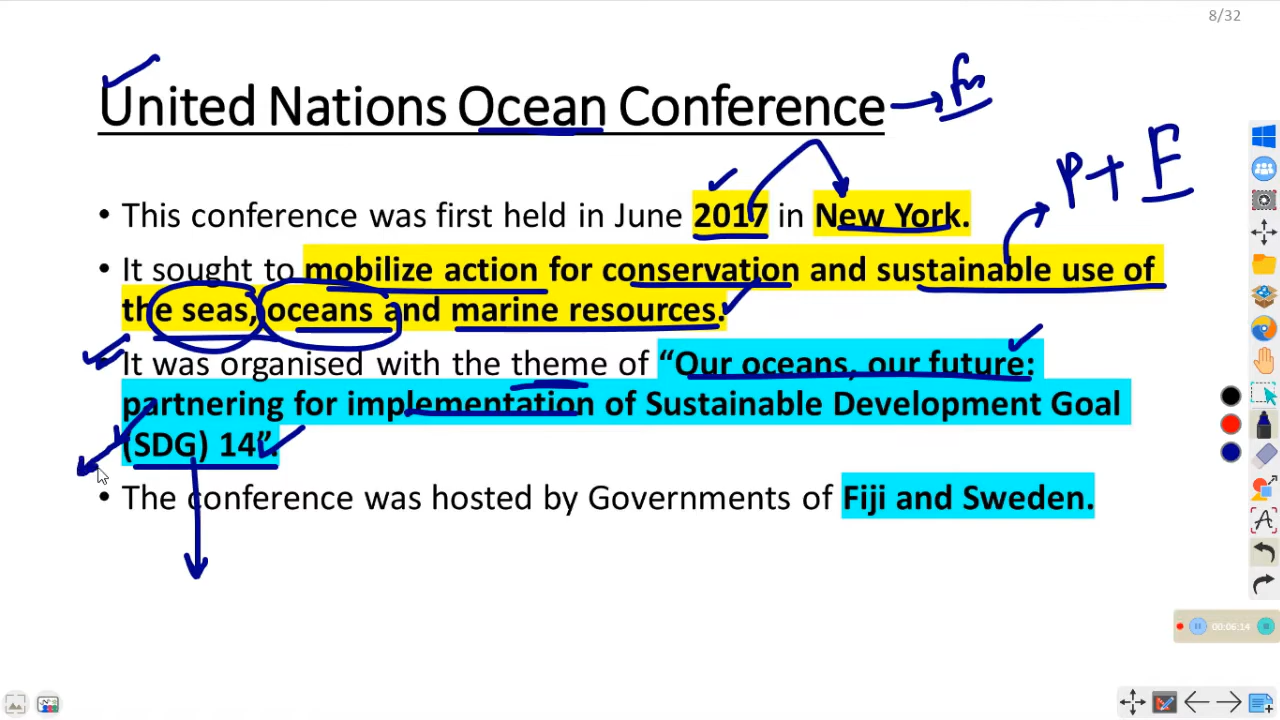 8/32
United Nations Ocean Conference
• This conference was first held in June 2017 in New York.
P + F
• It sought to mobilize action for conservation and sustainable use of
the seas, oceans and marine resources.
• It was organised with the theme of “Our oceans, our future:
partnering for implementation of Sustainable Development Goal
(SDG) 14”.
• The conference was hosted by Governments of Fiji and Sweden.
00:06:14